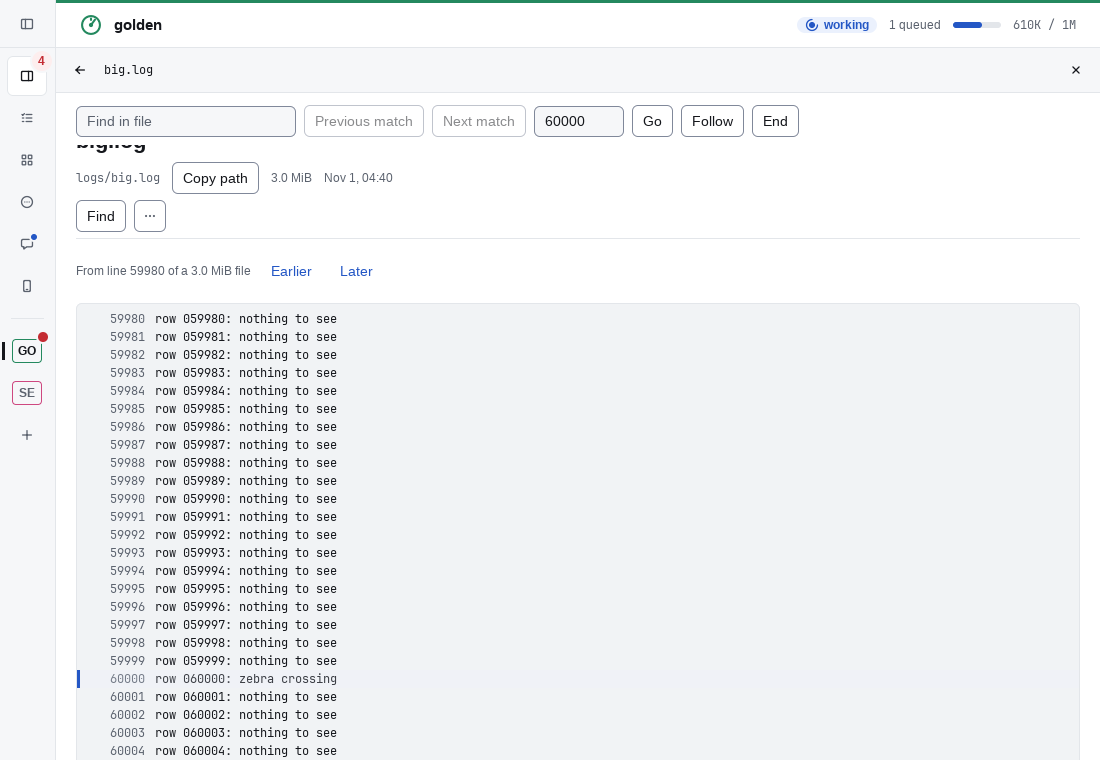 golden
working
1 queued
610K / 1M
4
big.log
Find in file
Previous match
Next match
60000
Go
Follow
End
big.log
logs/big.log
Copy path
3.0 MiB
Nov 1, 04:40
Find
···
From line 59980 of a 3.0 MiB file
Earlier
Later
GO
SE
59980 row 059980: nothing to see
59981 row 059981: nothing to see
59982 row 059982: nothing to see
59983 row 059983: nothing to see
59984 row 059984: nothing to see
59985 row 059985: nothing to see
59986 row 059986: nothing to see
59987 row 059987: nothing to see
59988 row 059988: nothing to see
59989 row 059989: nothing to see
59990 row 059990: nothing to see
59991 row 059991: nothing to see
59992 row 059992: nothing to see
59993 row 059993: nothing to see
59994 row 059994: nothing to see
59995 row 059995: nothing to see
59996 row 059996: nothing to see
59997 row 059997: nothing to see
59998 row 059998: nothing to see
59999 row 059999: nothing to see
60000 row 060000: zebra crossing
60001 row 060001: nothing to see
60002 row 060002: nothing to see
60003 row 060003: nothing to see
60004 row 060004: nothing to see